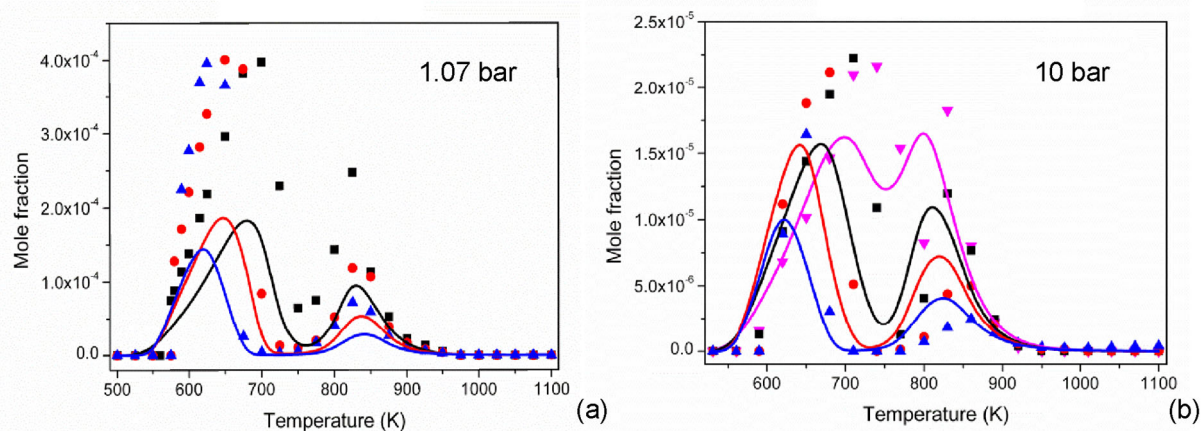 1.07 bar
Mole fraction
4.0x10⁻⁴
3.0x10⁻⁴
2.0x10⁻⁴
1.0x10⁻⁴
0.0
500 600 700 800 900 1000 1100
Temperature (K)
(a)
10 bar
Mole fraction
2.5x10⁻⁵
2.0x10⁻⁵
1.5x10⁻⁵
1.0x10⁻⁵
5.0x10⁻⁶
0.0
600 700 800 900 1000 1100
Temperature (K)
(b)